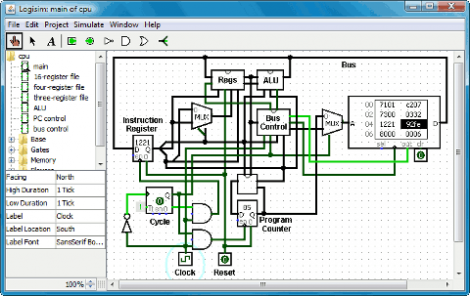 Logisim: main of cpu
File Edit Project Simulate Window Help
A
cpu
main
16-register file
four-register file
three-register file
ALU
PC control
bus control
Base
Gates
Memory
Facing North
High Duration 1 Tick
Low Duration 1 Tick
Label Clock
Label Location South
Label Font SansSerif Bo...
100%
Bus
Regs
ALU
Instruction
Register
MUX
Bus
Control
MUX
A
D
00 7101 c207
02 7300 0332
04 1221
06 8000 0006
1221
D Q
Cycle
05
D Q
Program
Counter
Clock
Reset